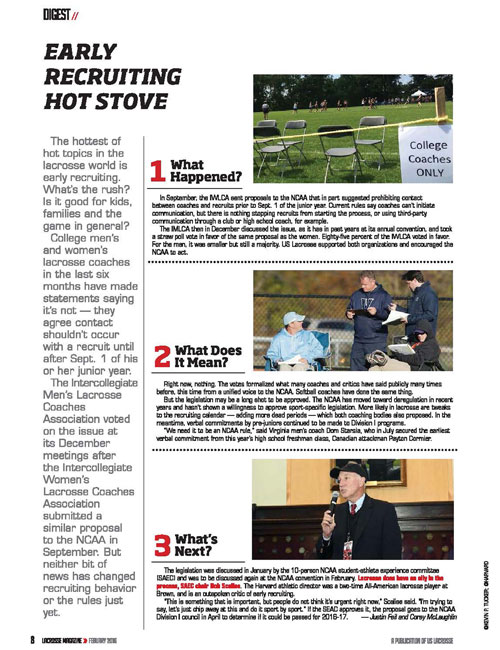 DIGEST //
EARLY
RECRUITING
HOT STOVE
The hottest of
hot topics in the
lacrosse world is
early recruiting.
What's the rush?
Is it good for kids,
families and the
game in general?
College men's
and women's
lacrosse coaches
in the last six
months have made
statements saying
it's not — they
agree contact
shouldn't occur
with a recruit until
after Sept. 1 of his
or her junior year.
The Intercollegiate
Men's Lacrosse
Coaches
Association voted
on the issue at
its December
meetings after
the Intercollegiate
Women's
Lacrosse Coaches
Association
submitted a
similar proposal
to the NCAA in
September. But
neither bit of
news has changed
recruiting behavior
or the rules just
yet.
College
Coaches
ONLY
1 What
Happened?
In September, the IWLCA sent proposals to the NCAA that in part suggested prohibiting contact
between coaches and recruits prior to Sept. 1 of the junior year. Current rules say coaches can't initiate
communication, but there is nothing stopping recruits from starting the process, or using third-party
communication through a club or high school coach, for example.
The IMLCA then in December discussed the issue, as it has in past years at its annual convention, and took
a straw poll vote in favor of the same proposal as the women. Eighty-five percent of the IWLCA voted in favor.
For the men, it was smaller but still a majority. US Lacrosse supported both organizations and encouraged the
NCAA to act.
2 What Does
It Mean?
Right now, nothing. The votes formalized what many coaches and critics have said publicly many times
before, this time from a unified voice to the NCAA. Softball coaches have done the same thing.
But the legislation may be a long shot to be approved. The NCAA has moved toward deregulation in recent
years and hasn't shown a willingness to approve sport-specific legislation. More likely in lacrosse are tweaks
to the recruiting calendar — adding more dead periods — which both coaching bodies also proposed. In the
meantime, verbal commitments by pre-juniors continued to be made to Division I programs.
"We need it to be an NCAA rule," said Virginia men's coach Dom Starsia, who in July secured the earliest
verbal commitment from this year's high school freshman class, Canadian attackman Peyton Cormier.
3 What's
Next?
The legislation was discussed in January by the 10-person NCAA student-athlete experience committee
(SAEC) and was to be discussed again at the NCAA convention in February. Lacrosse does have an ally in the
process, SAEC chair Bob Scalise. The Harvard athletic director was a two-time All-American lacrosse player at
Brown, and is an outspoken critic of early recruiting.
"This is something that is important, but people do not think it's urgent right now," Scalise said. "I'm trying to
say, let's just chip away at this and do it sport by sport." If the SEAC approves it, the proposal goes to the NCAA
Division I council in April to determine if it could be passed for 2016-17. — Justin Feil and Corey McLaughlin
©KEVIN P. TUCKER; ©HARVARD
8 LACROSSE MAGAZINE » FEBRUARY 2016
A PUBLICATION OF US LACROSSE